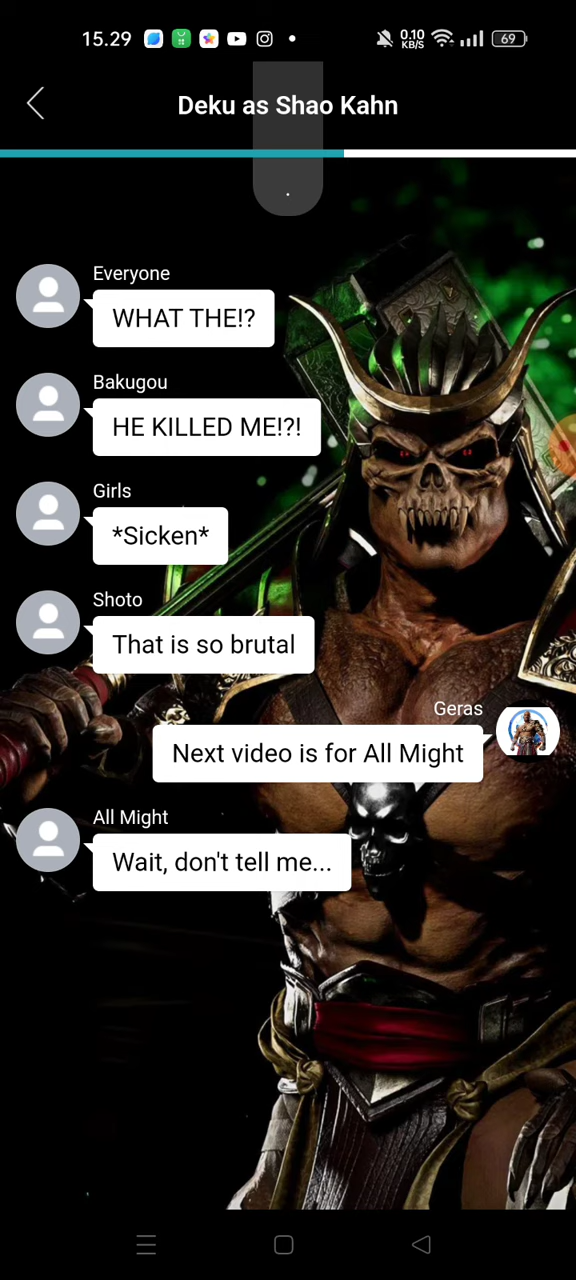 15.29
0.10
KB/S
69
Deku as Shao Kahn
.
Everyone
WHAT THE!?
Bakugou
HE KILLED ME!?!
Girls
*Sicken*
Shoto
That is so brutal
Geras
Next video is for All Might
All Might
Wait, don't tell me...